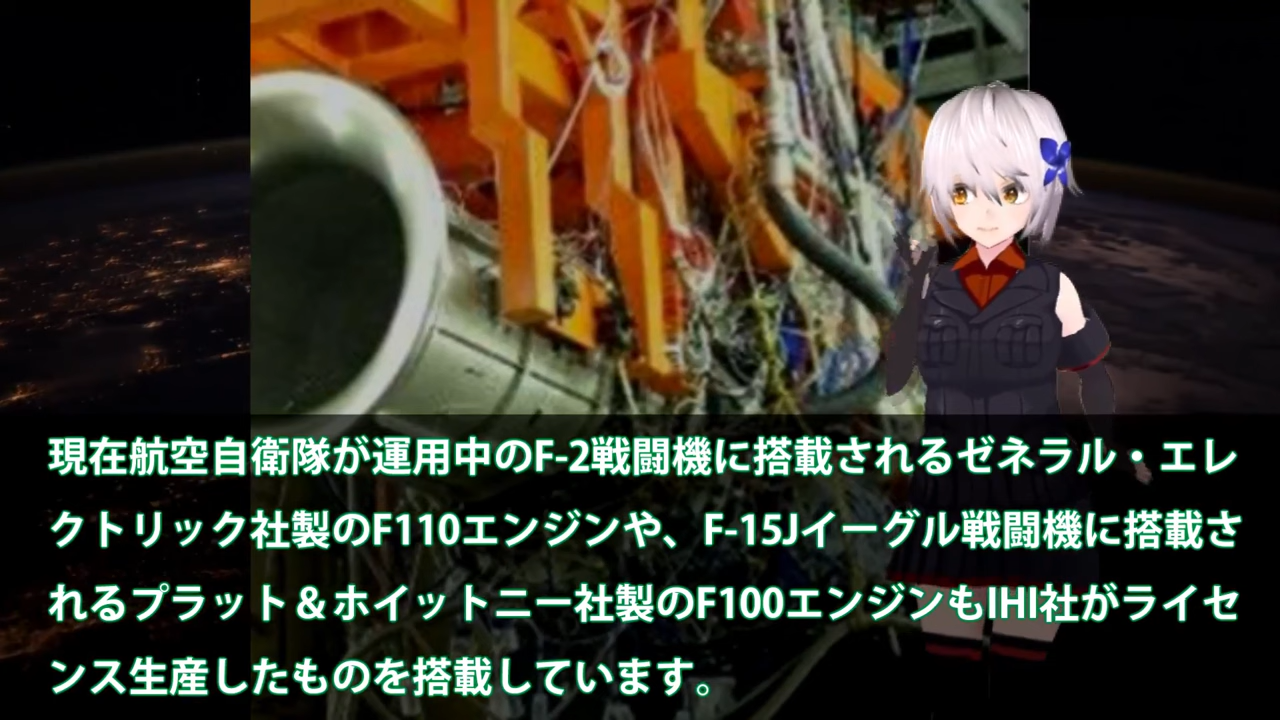 現在航空自衛隊が運用中のF-2戦闘機に搭載されるゼネラル・エレ
クトリック社製のF110エンジンや、F-15Jイーグル戦闘機に搭載さ
れるプラット＆ホイットニー社製のF100エンジンもIHI社がライセ
ンス生産したものを搭載しています。